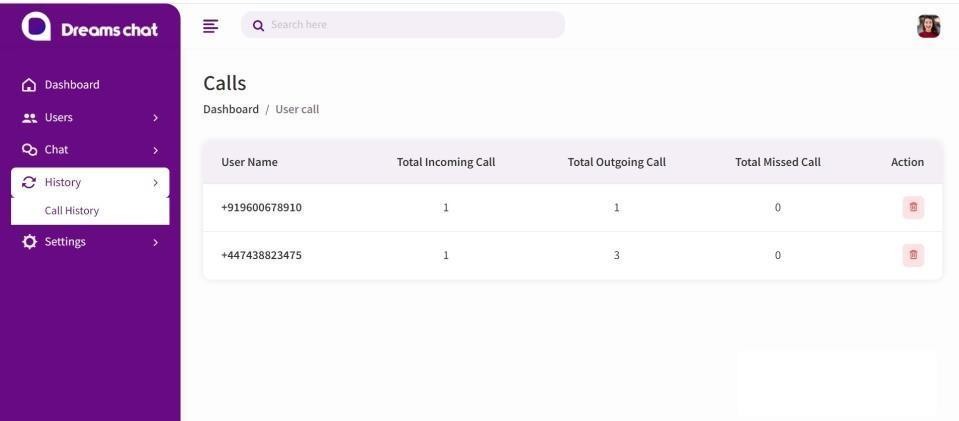 Dreams chat
Search here
Dashboard
Users
Chat
History
Call History
Settings
Calls
Dashboard / User call
User Name Total Incoming Call Total Outgoing Call Total Missed Call Action
+919600678910 1 1 0
+447438823475 1 3 0